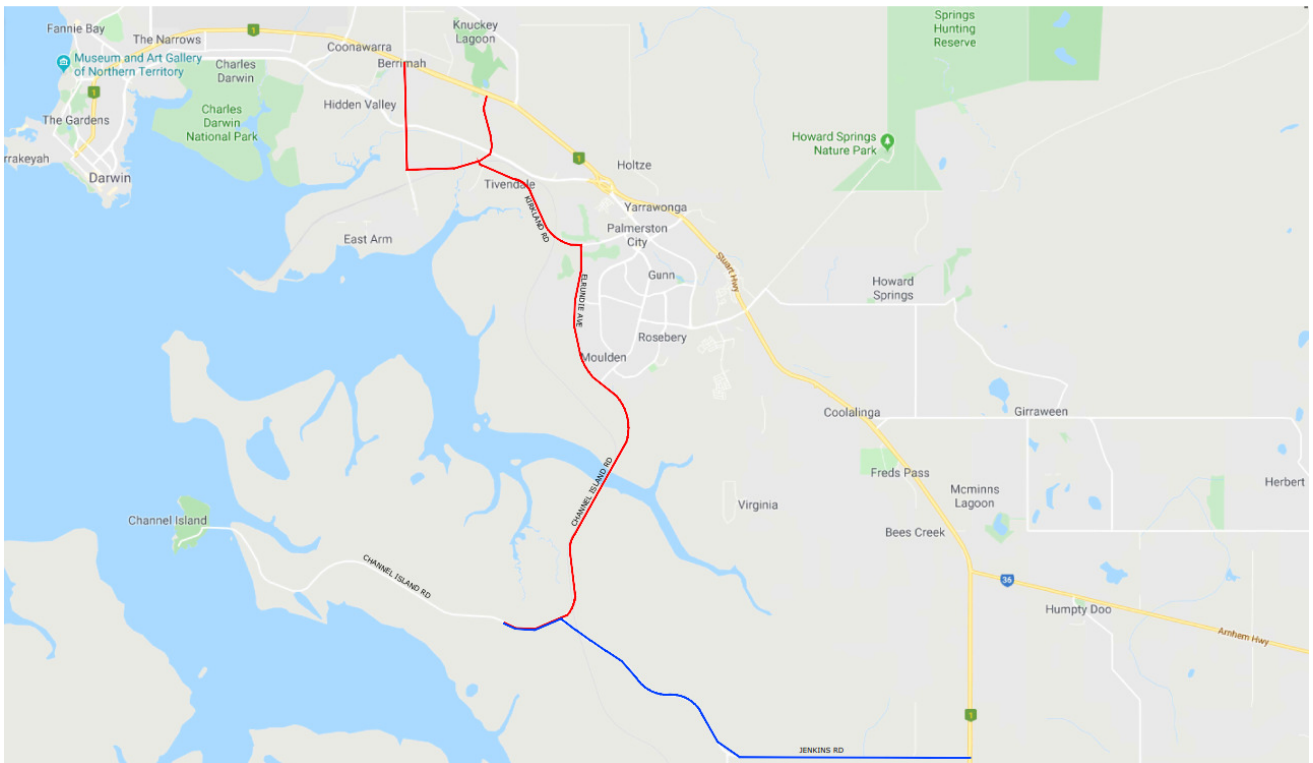 Fannie Bay
The Narrows
1
Coonawarra
Knuckey
Lagoon
Springs
Hunting
Reserve
Museum and Art Gallery
of Northern Territory
Charles
Darwin
Berrimah
1
Hidden Valley
The Gardens
Charles
Darwin
National Park
Howard Springs
Nature Park
rrakeyah
Darwin
1
Holtze
Tivendale
KIRKLAND RD
Yarrawonga
East Arm
Palmerston
City
Stuart Hwy
Gunn
Howard
Springs
ELRUNDIE AVE
Rosebery
Moulden
Coolalinga
Girraween
Freds Pass
CHANNEL ISLAND RD
Mcminns
Lagoon
Herbert
Virginia
Channel Island
Bees Creek
CHANNEL ISLAND RD
36
Humpty Doo
Arnhem Hwy
1
JENKINS RD